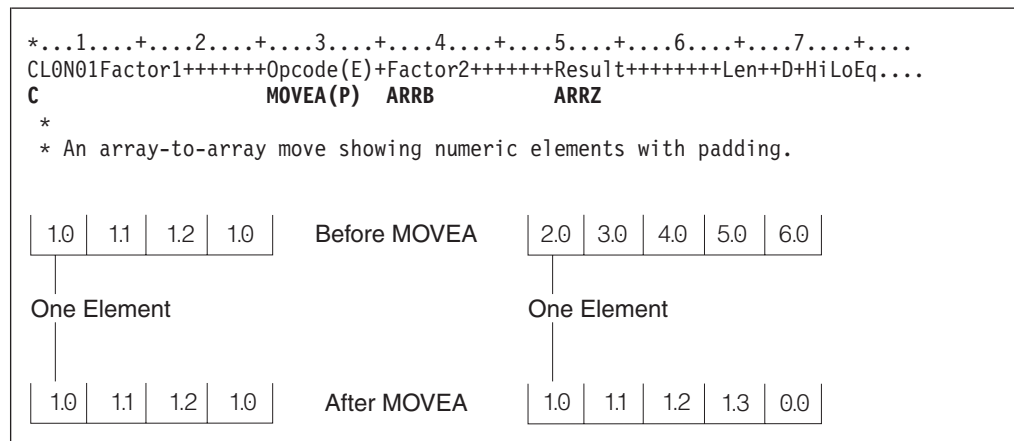 *...1....+....2....+....3....+....4....+....5....+....6....+....7....+....
CL0N01Factor1+++++++Opcode(E)+Factor2+++++++Result++++++++Len++D+HiLoEq....
C                   MOVEA(P)  ARRB          ARRZ
*
* An array-to-array move showing numeric elements with padding.
1.0 1.1 1.2 1.0 Before MOVEA 2.0 3.0 4.0 5.0 6.0
One Element One Element
1.0 1.1 1.2 1.0 After MOVEA 1.0 1.1 1.2 1.3 0.0